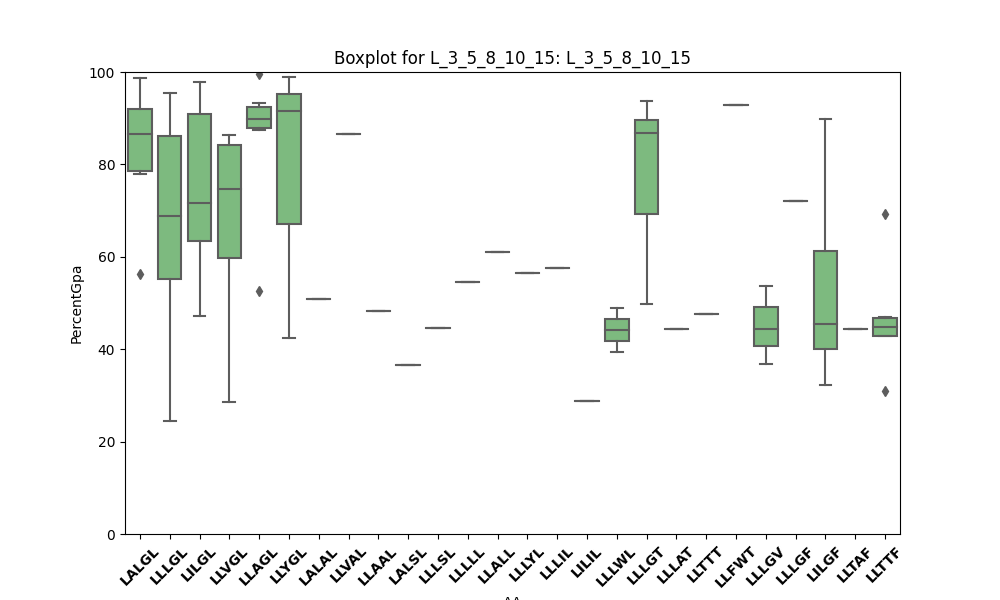 Boxplot for L_3_5_8_10_15: L_3_5_8_10_15
100
80
60
40
20
0
PercentGpa
LALGL LLLGL LILGL LLVGL LLAGL LLYGL LALAL LLVAL LLAAL LALSL LLLSL LLLLL LLALL LLLYL LLLIL LILIL LLLWL LLLGT LLLAT LLTTT LLFWT LLLGV LLLGF LILGF LLTAF LLTTF
AA